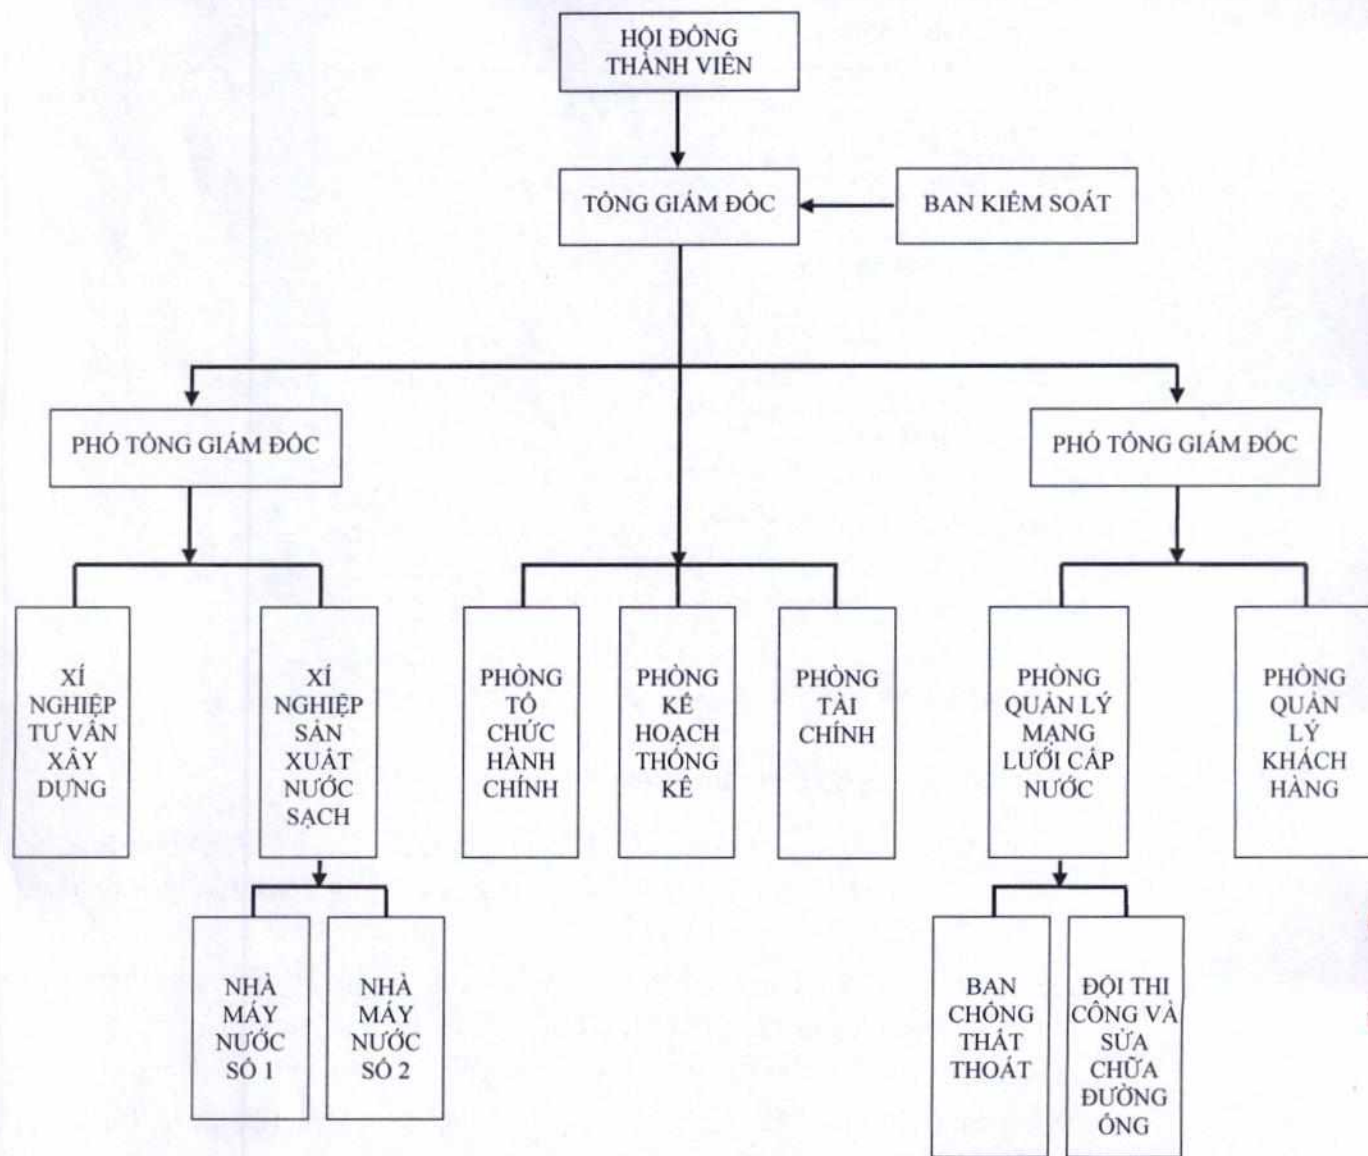 HỘI ĐỒNG
THÀNH VIÊN
TỔNG GIÁM ĐỐC
BAN KIỂM SOÁT
PHÓ TỔNG GIÁM ĐỐC
PHÓ TỔNG GIÁM ĐỐC
XÍ
NGHIỆP
TƯ VẤN
XÂY
DỰNG
XÍ
NGHIỆP
SẢN
XUẤT
NƯỚC
SẠCH
PHÒNG
TỔ
CHỨC
HÀNH
CHÍNH
PHÒNG
KẾ
HOẠCH
THỐNG
KÊ
PHÒNG
TÀI
CHÍNH
PHÒNG
QUẢN LÝ
MẠNG
LƯỚI CẤP
NƯỚC
PHÒNG
QUẢN
LÝ
KHÁCH
HÀNG
NHÀ
MÁY
NƯỚC
SỐ 1
NHÀ
MÁY
NƯỚC
SỐ 2
BAN
CHỐNG
THẤT
THOÁT
ĐỘI THI
CÔNG VÀ
SỬA
CHỮA
ĐƯỜNG
ỐNG